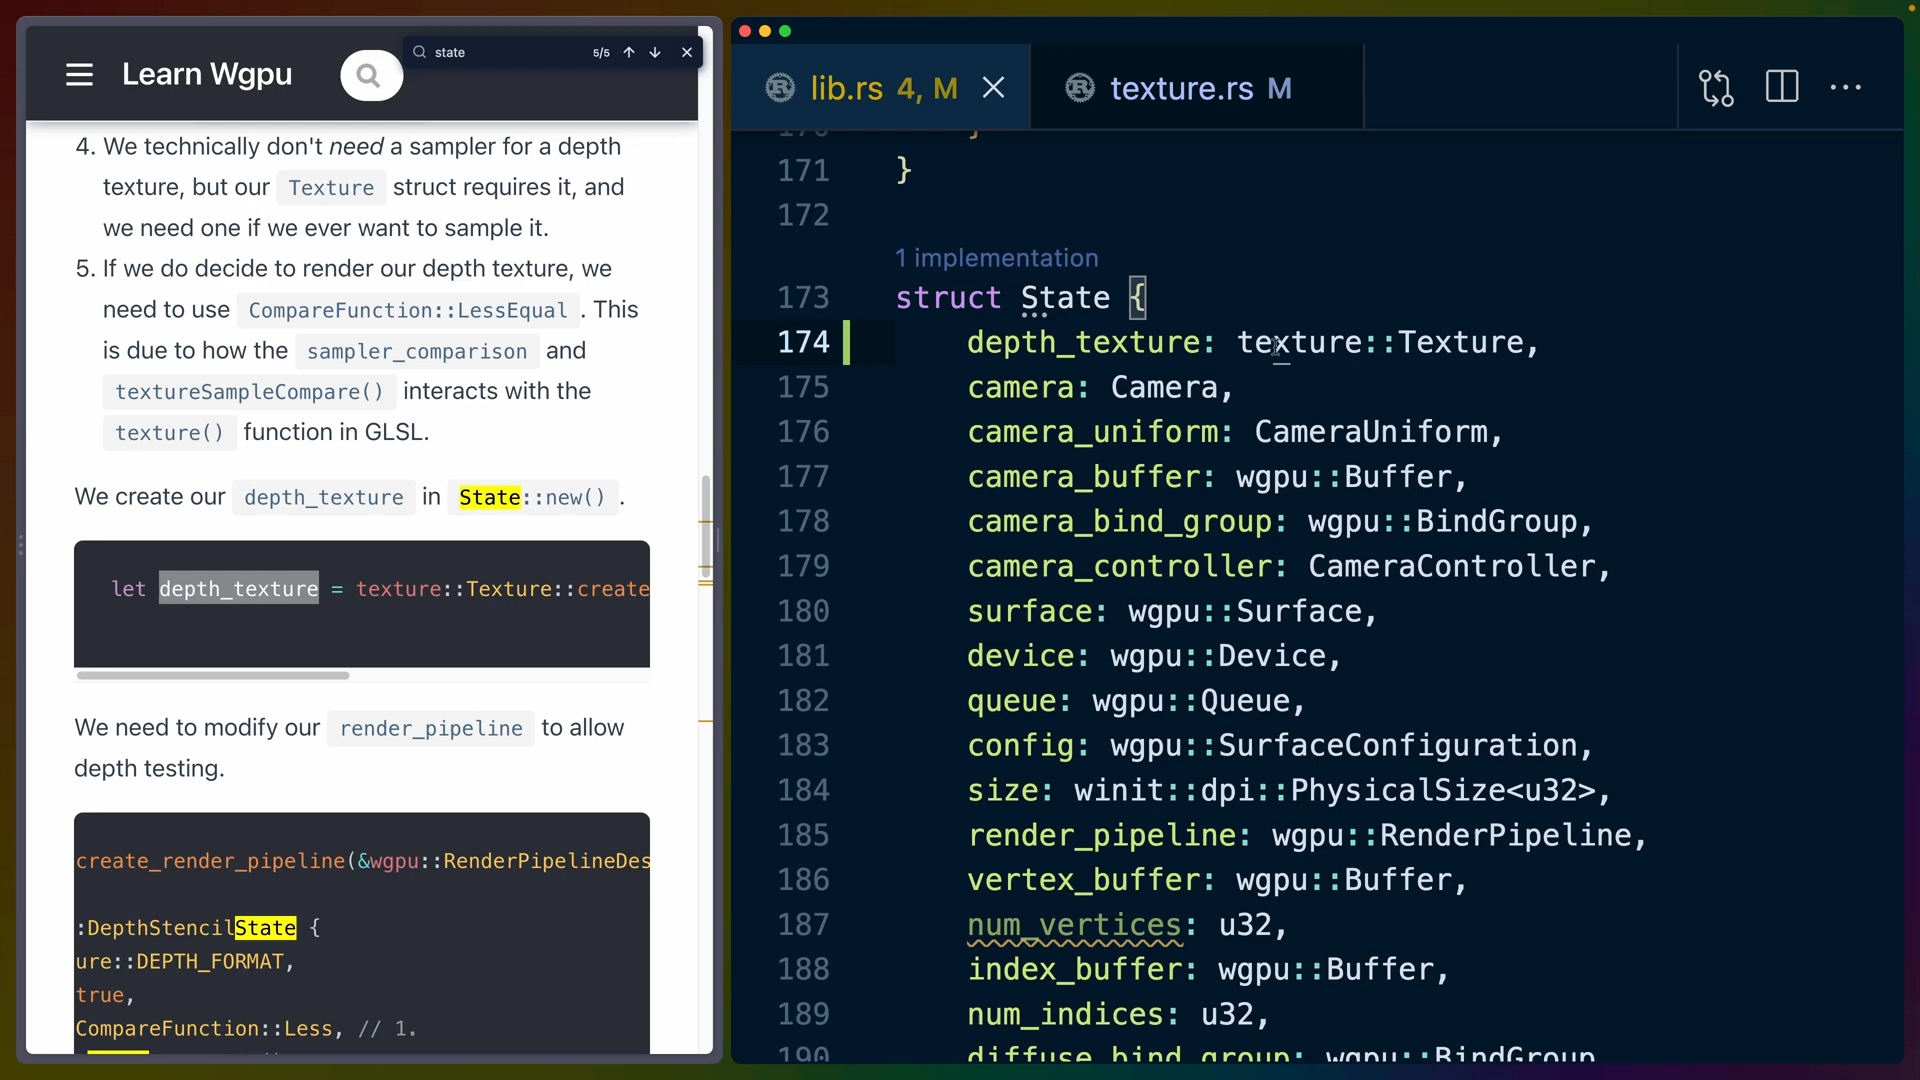 Learn Wgpu
state
5/5
4. We technically don't need a sampler for a depth
texture, but our Texture struct requires it, and
we need one if we ever want to sample it.
5. If we do decide to render our depth texture, we
need to use CompareFunction::LessEqual . This
is due to how the sampler_comparison and
textureSampleCompare() interacts with the
texture() function in GLSL.
We create our depth_texture in State::new() .
let depth_texture = texture::Texture::create
We need to modify our render_pipeline to allow
depth testing.
create_render_pipeline(&wgpu::RenderPipelineDes
:DepthStencilState {
ure::DEPTH_FORMAT,
true,
CompareFunction::Less, // 1.
lib.rs 4, M
texture.rs M
171 }
172
1 implementation
173 struct State {
174 depth_texture: texture::Texture,
175 camera: Camera,
176 camera_uniform: CameraUniform,
177 camera_buffer: wgpu::Buffer,
178 camera_bind_group: wgpu::BindGroup,
179 camera_controller: CameraController,
180 surface: wgpu::Surface,
181 device: wgpu::Device,
182 queue: wgpu::Queue,
183 config: wgpu::SurfaceConfiguration,
184 size: winit::dpi::PhysicalSize<u32>,
185 render_pipeline: wgpu::RenderPipeline,
186 vertex_buffer: wgpu::Buffer,
187 num_vertices: u32,
188 index_buffer: wgpu::Buffer,
189 num_indices: u32,
190 diffuse_bind_group: wgpu::BindGroup